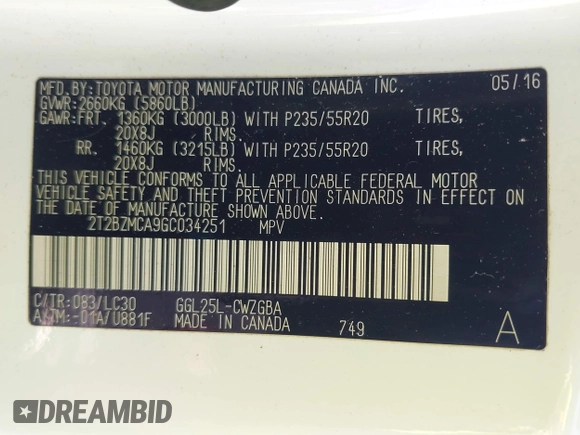 MFD.BY:TOYOTA MOTOR MANUFACTURING CANADA INC. 05/16
GVWR:2660KG (5860LB)
GAWR:FRT. 1360KG (3000LB) WITH P235/55R20 TIRES,
20X8J RIMS.
RR. 1460KG (3215LB) WITH P235/55R20 TIRES,
20X8J RIMS.
THIS VEHICLE CONFORMS TO ALL APPLICABLE FEDERAL MOTOR
VEHICLE SAFETY AND THEFT PREVENTION STANDARDS IN EFFECT ON
THE DATE OF MANUFACTURE SHOWN ABOVE.
2T2BZMCA9GC034251 MPV
C/TR:083/LC30 GGL25L-CWZGBA
A/TM:-01A/U881F MADE IN CANADA 749 A
DREAMBID